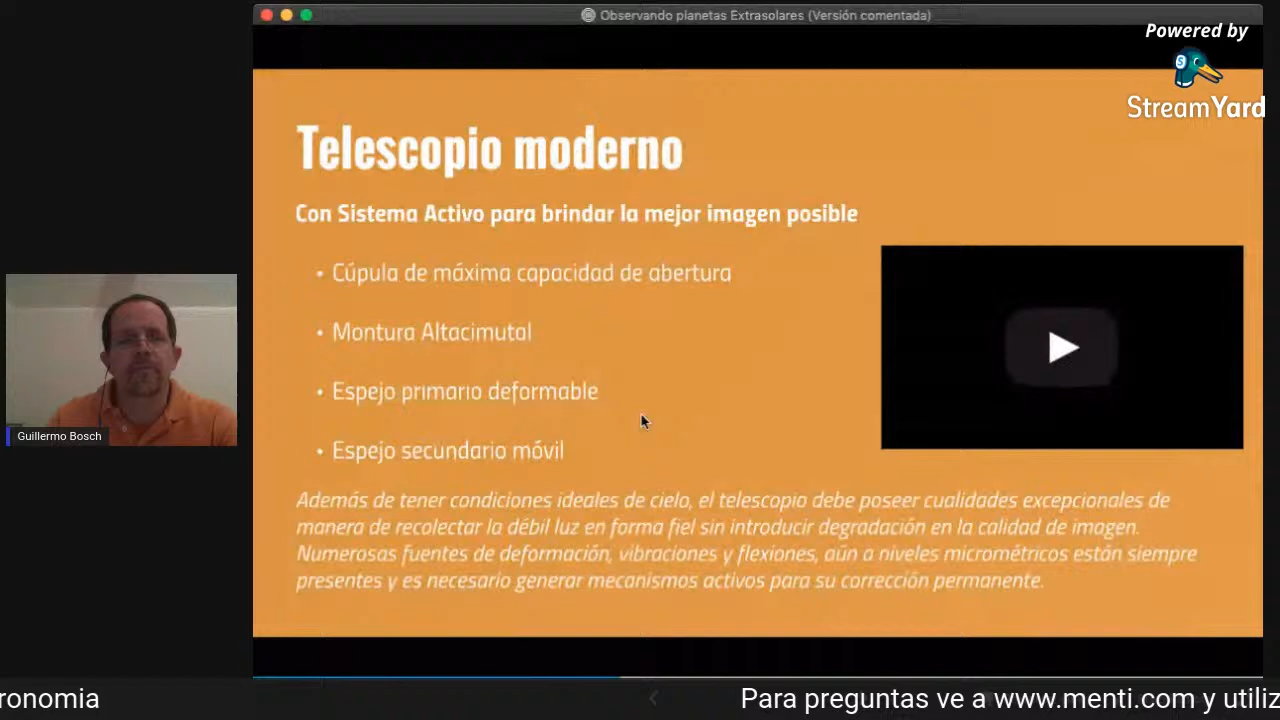 Observando planetas Extrasolares (Versión comentada)
Powered by
StreamYard
Telescopio moderno
Con Sistema Activo para brindar la mejor imagen posible
• Cúpula de máxima capacidad de abertura
• Montura Altacimutal
• Espejo primario deformable
• Espejo secundario móvil
Además de tener condiciones ideales de cielo, el telescopio debe poseer cualidades excepcionales de
manera de recolectar la débil luz en forma fiel sin introducir degradación en la calidad de imagen.
Numerosas fuentes de deformación, vibraciones y flexiones, aún a niveles micrométricos están siempre
presentes y es necesario generar mecanismos activos para su corrección permanente.
Guillermo Bosch
ronomia
Para preguntas ve a www.menti.com y utiliz